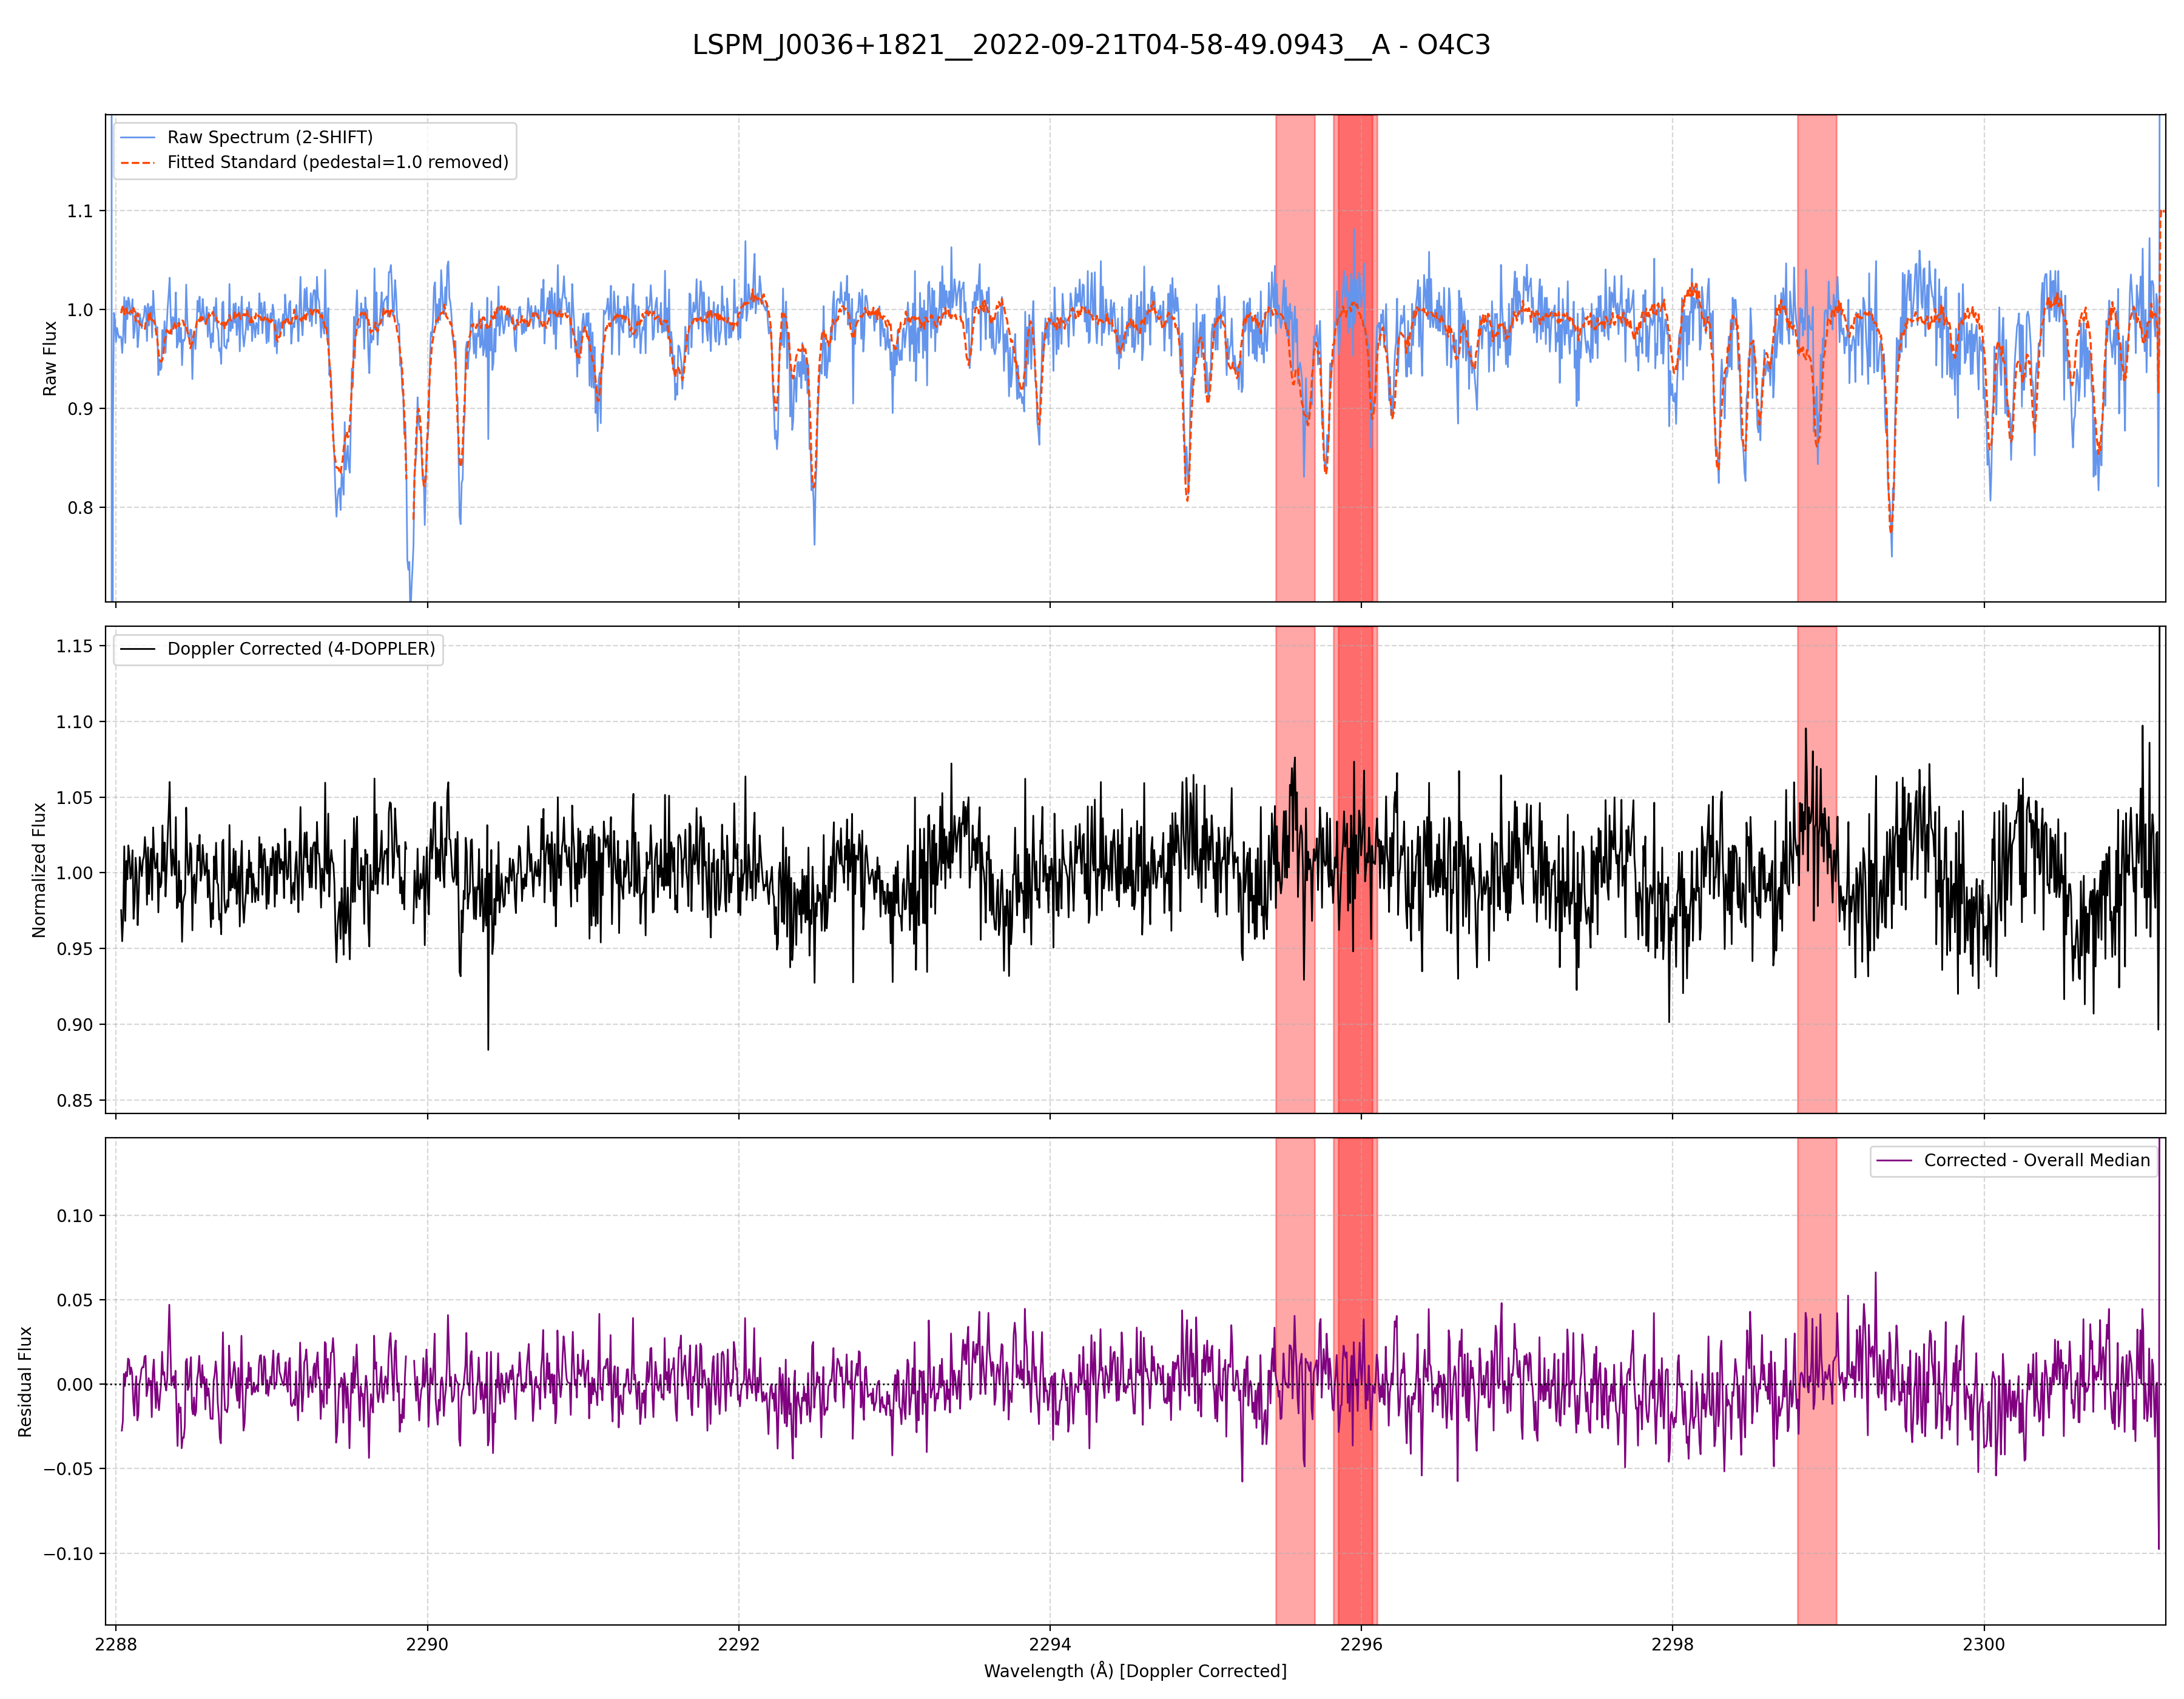 LSPM_J0036+1821__2022-09-21T04-58-49.0943__A - O4C3
Raw Spectrum (2-SHIFT)
Fitted Standard (pedestal=1.0 removed)
Raw Flux
1.1
1.0
0.9
0.8
Doppler Corrected (4-DOPPLER)
Normalized Flux
1.15
1.10
1.05
1.00
0.95
0.90
0.85
Corrected - Overall Median
Residual Flux
0.10
0.05
0.00
−0.05
−0.10
2288 2290 2292 2294 2296 2298 2300
Wavelength (Å) [Doppler Corrected]